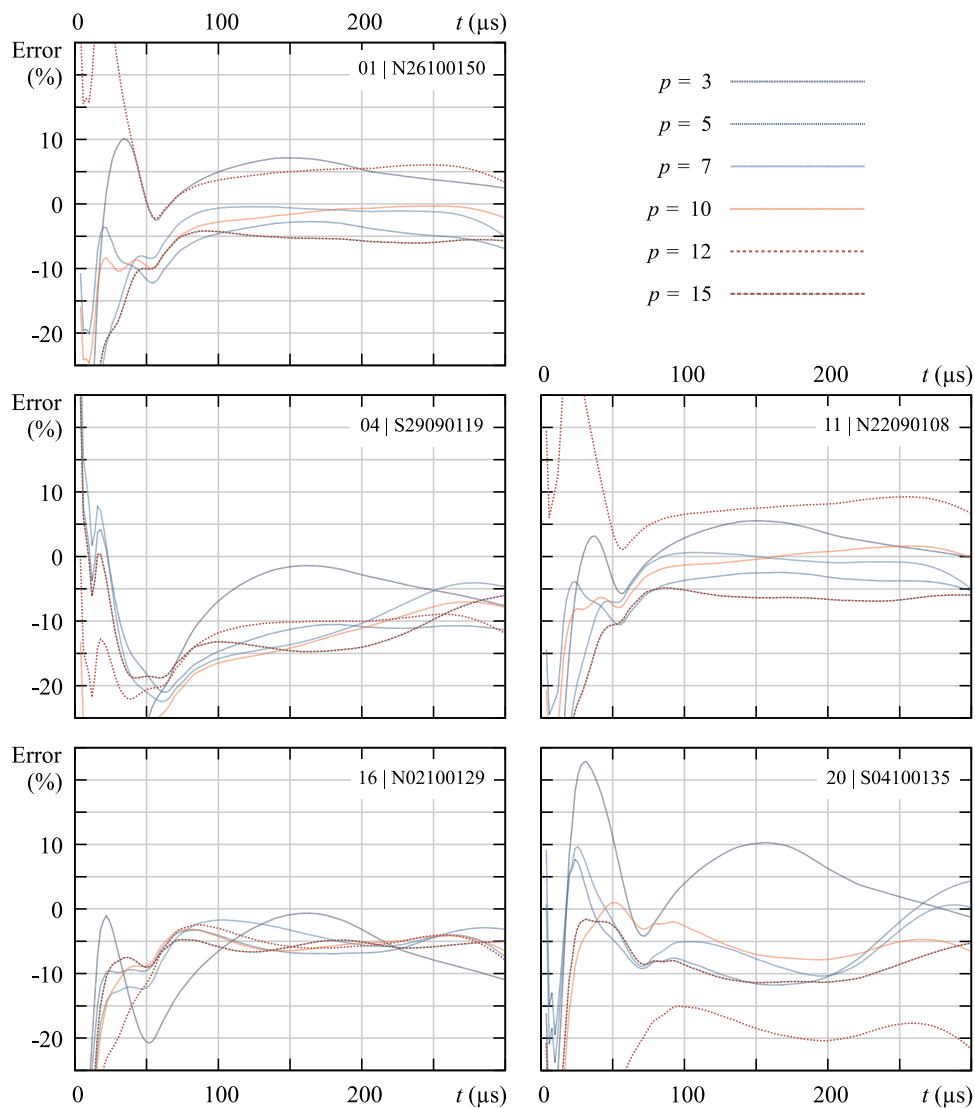 0 100 200 t (µs)
Error
(%)
01 | N26100150
10
0
-10
-20
p = 3
p = 5
p = 7
p = 10
p = 12
p = 15
0 100 200 t (µs)
Error
(%)
04 | S29090119
10
0
-10
-20
11 | N22090108
Error
(%)
16 | N02100129
10
0
-10
-20
20 | S04100135
0 100 200 t (µs)
0 100 200 t (µs)